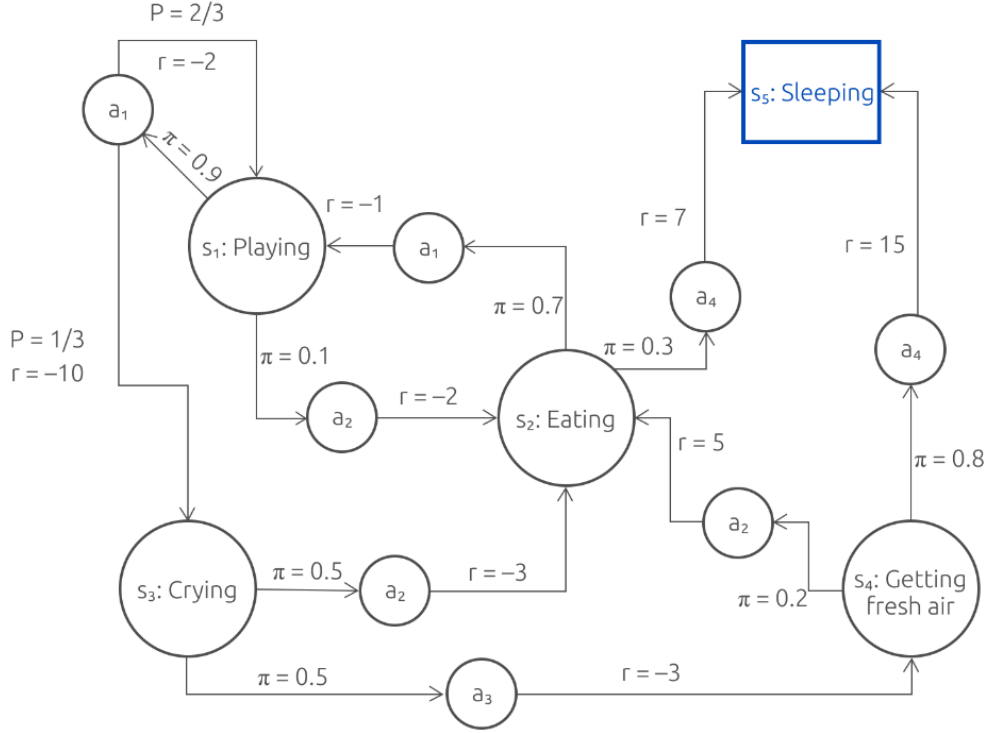 P = 2/3
r = –2
a₁
π = 0.9
s₅: Sleeping
r = –1
s₁: Playing
a₁
r = 7
r = 15
a₄
π = 0.7
π = 0.3
a₄
P = 1/3
r = –10
π = 0.1
a₂
r = –2
s₂: Eating
r = 5
π = 0.8
a₂
s₃: Crying
π = 0.5
a₂
r = –3
π = 0.2
s₄: Getting
fresh air
π = 0.5
a₃
r = –3